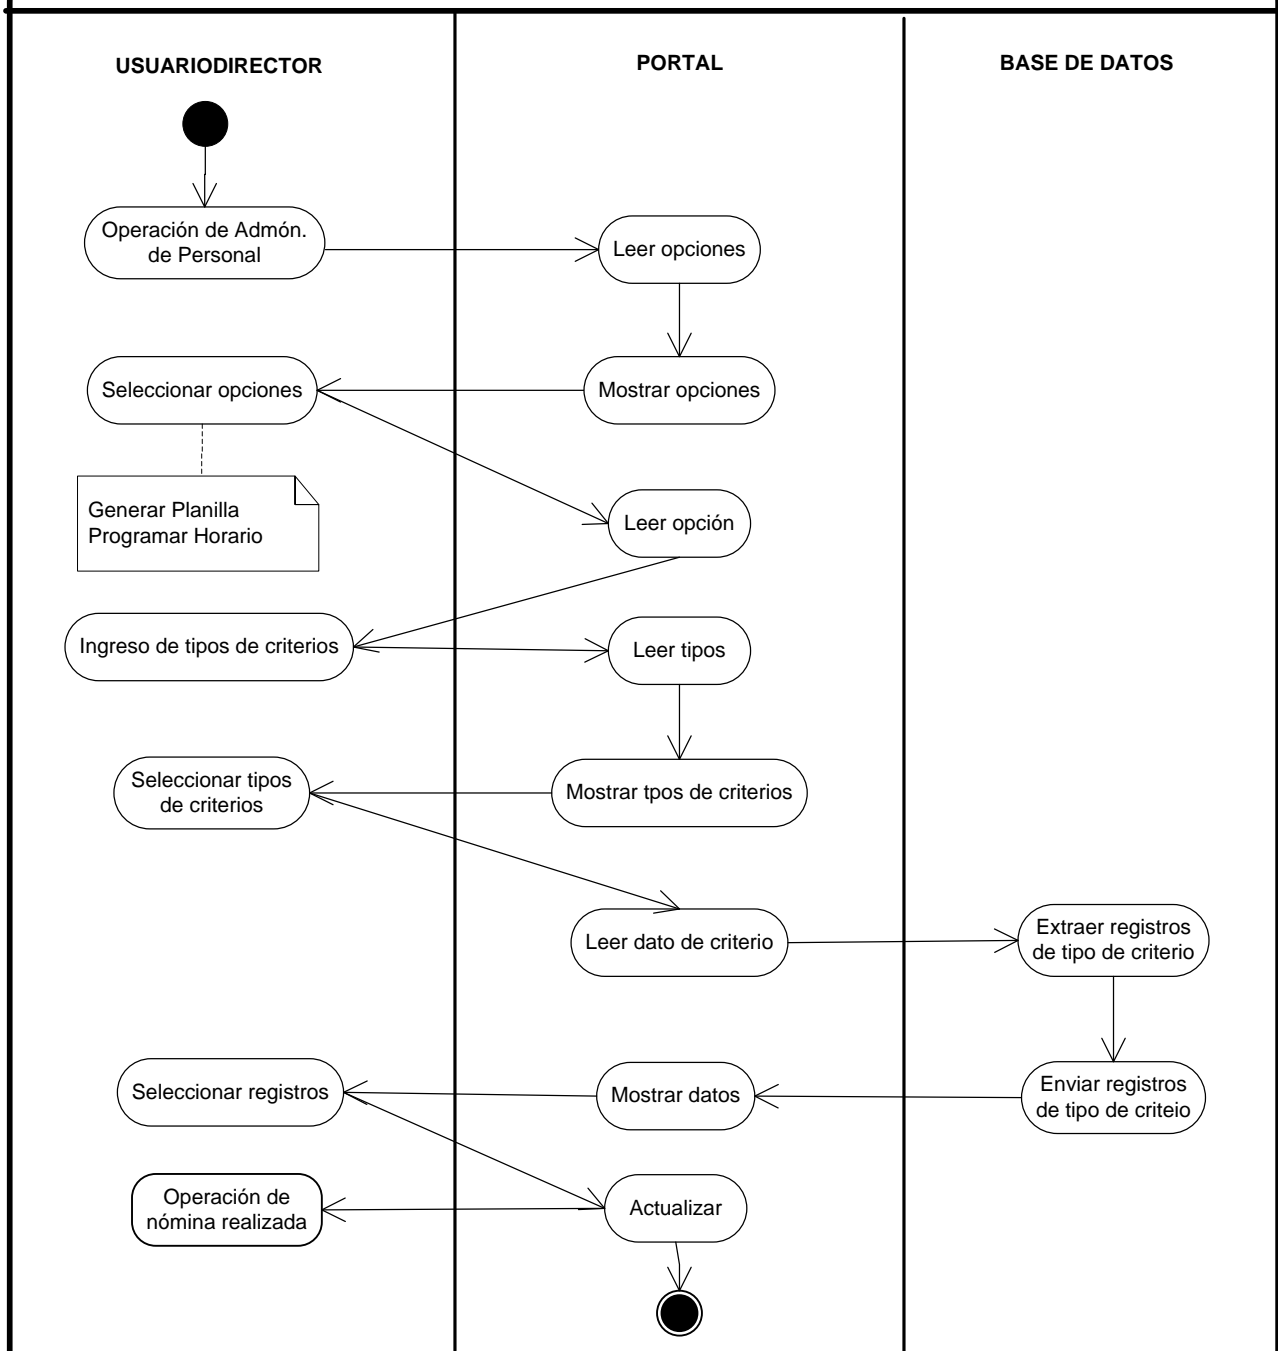 USUARIODIRECTOR
PORTAL
BASE DE DATOS
Operación de Admón.
de Personal
Leer opciones
Seleccionar opciones
Mostrar opciones
Generar Planilla
Programar Horario
Leer opción
Ingreso de tipos de criterios
Leer tipos
Seleccionar tipos
de criterios
Mostrar tpos de criterios
Leer dato de criterio
Extraer registros
de tipo de criterio
Seleccionar registros
Mostrar datos
Enviar registros
de tipo de criteio
Operación de
nómina realizada
Actualizar